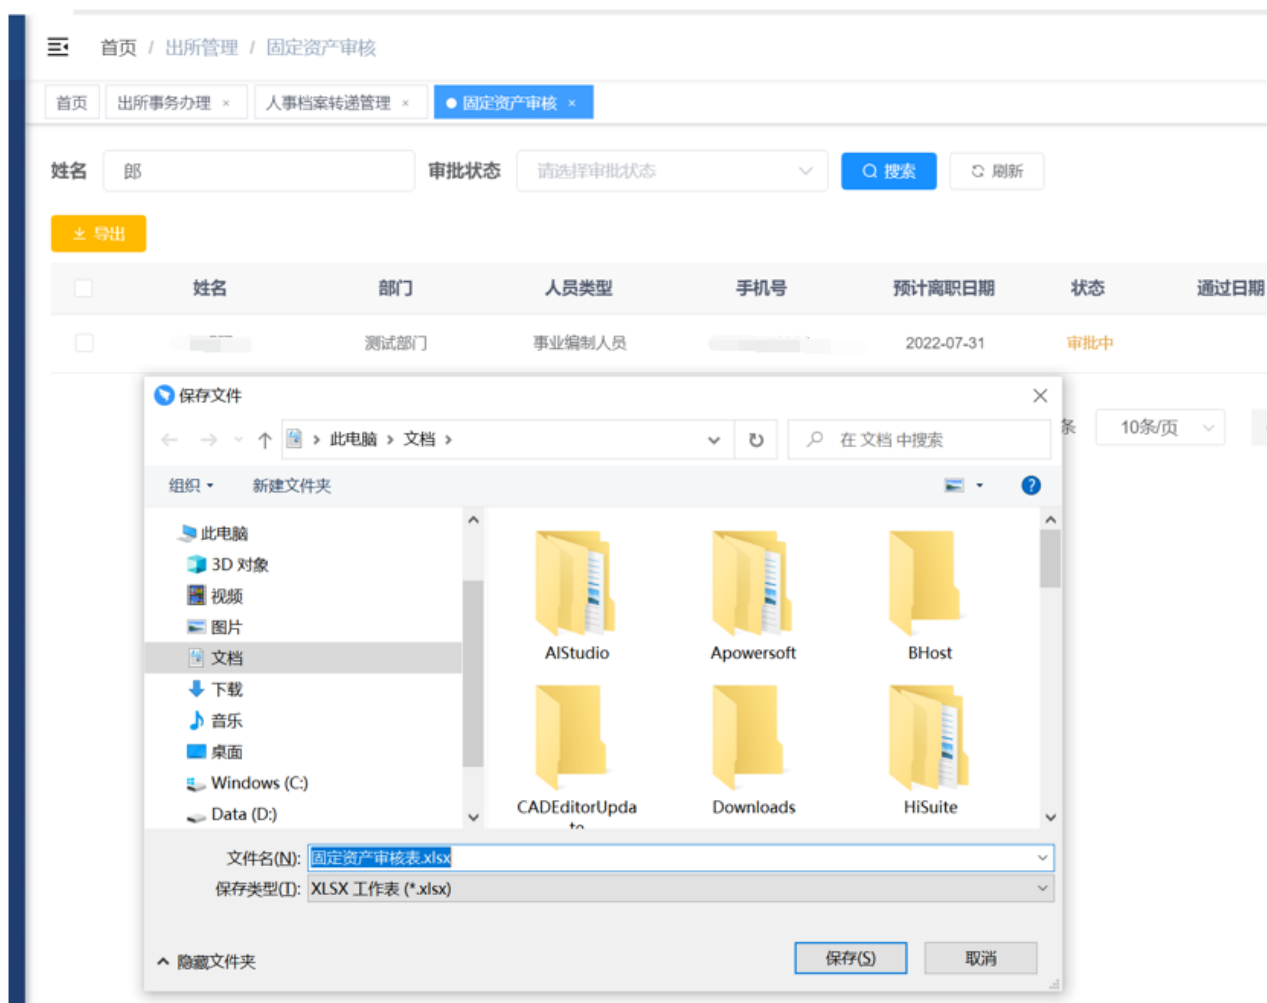 首页 / 出所管理 / 固定资产审核
首页 出所事务办理 × 人事档案转递管理 × 固定资产审核 ×
姓名 郎 审批状态 请选择审批状态 搜索 刷新
导出
姓名 部门 人员类型 手机号 预计离职日期 状态 通过日期
测试部门 事业编制人员 2022-07-31 审批中
保存文件
条 10条/页
此电脑 文档 在 文档 中搜索
组织 新建文件夹
此电脑
3D 对象
视频
图片
文档
下载
音乐
桌面
Windows (C:)
Data (D:)
AIStudio Apowersoft BHost
CADEditorUpda Downloads HiSuite
文件名(N): 固定资产审核表.xlsx
保存类型(T): XLSX 工作表 (*.xlsx)
隐藏文件夹 保存(S) 取消